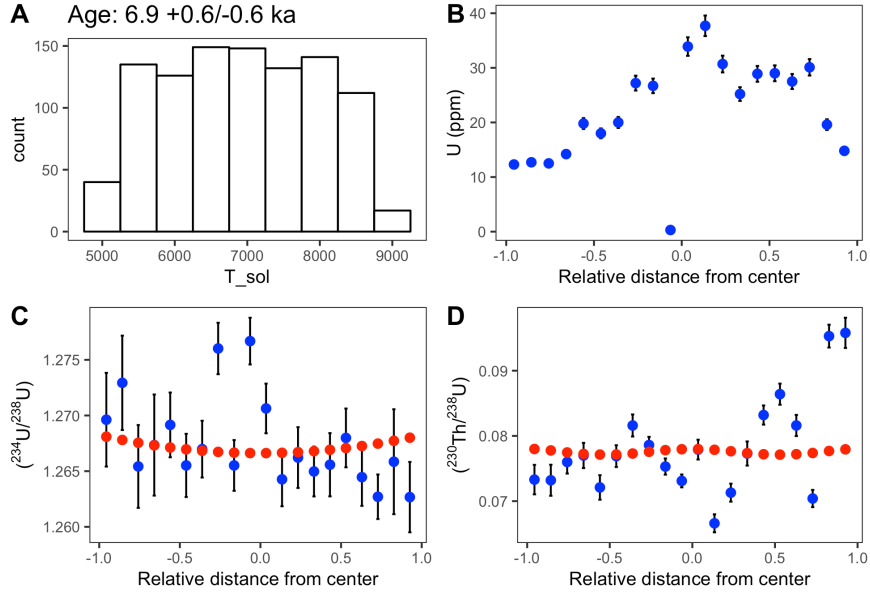 A Age: 6.9 +0.6/-0.6 ka
150
100
50
0
count
5000 6000 7000 8000 9000
T_sol
B
40
30
20
10
0
U (ppm)
-1.0 -0.5 0.0 0.5 1.0
Relative distance from center
C
1.275
1.270
1.265
1.260
(²³⁴U/²³⁸U)
-1.0 -0.5 0.0 0.5 1.0
Relative distance from center
D
0.09
0.08
0.07
(²³⁰Th/²³⁸U)
-1.0 -0.5 0.0 0.5 1.0
Relative distance from center